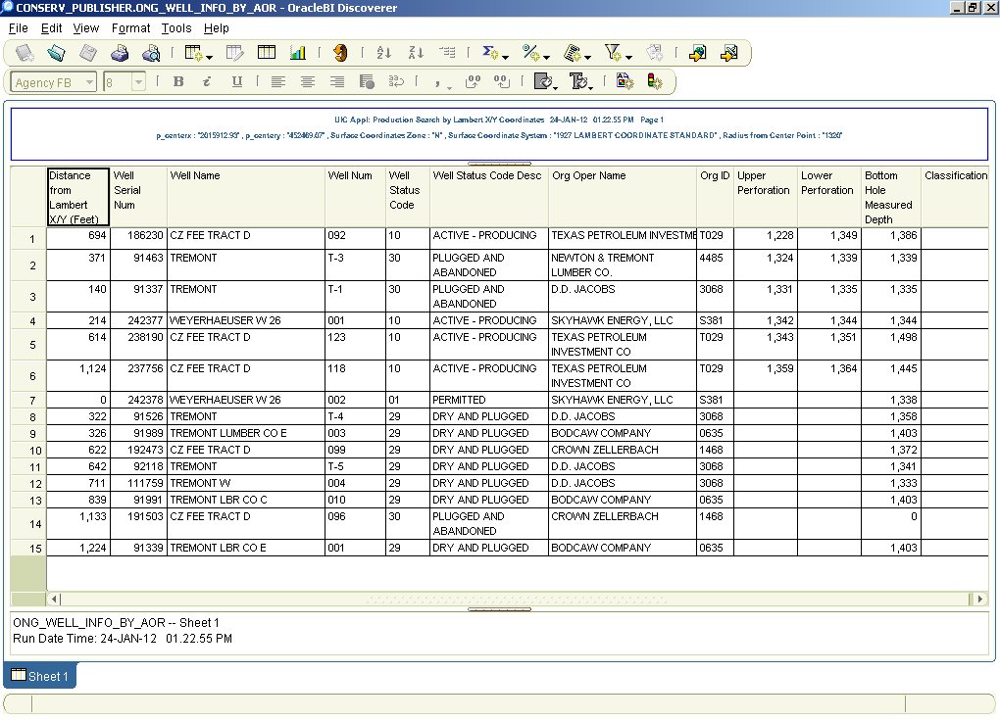 CONSERV_PUBLISHER.ONG_WELL_INFO_BY_AOR - OracleBI Discoverer
File Edit View Format Tools Help
Agency FB 8 B i U
UIC Appl: Production Search by Lambert X/Y Coordinates 24-JAN-12 01.22.55 PM Page 1
p_centerx : "2015912.93" , p_centery : "452469.07" , Surface Coordinates Zone : "N" , Surface Coordinate System : "1927 LAMBERT COORDINATE STANDARD" , Radius from Center Point : "1320"
Distance Well Well Name Well Num Well Well Status Code Desc Org Oper Name Org ID Upper Lower Bottom Classification
from Serial Status Perforation Perforation Hole
Lambert Num Code Measured
X/Y (Feet) Depth
1 694 186230 CZ FEE TRACT D 092 10 ACTIVE - PRODUCING TEXAS PETROLEUM INVESTME T029 1,228 1,349 1,386
2 371 91463 TREMONT T-3 30 PLUGGED AND NEWTON & TREMONT 4485 1,324 1,339 1,339
ABANDONED LUMBER CO.
3 140 91337 TREMONT T-1 30 PLUGGED AND D.D. JACOBS 3068 1,331 1,335 1,335
ABANDONED
4 214 242377 WEYERHAEUSER W 26 001 10 ACTIVE - PRODUCING SKYHAWK ENERGY, LLC S381 1,342 1,344 1,344
5 614 238190 CZ FEE TRACT D 123 10 ACTIVE - PRODUCING TEXAS PETROLEUM T029 1,343 1,351 1,498
INVESTMENT CO
6 1,124 237756 CZ FEE TRACT D 118 10 ACTIVE - PRODUCING TEXAS PETROLEUM T029 1,359 1,364 1,445
INVESTMENT CO
7 0 242378 WEYERHAEUSER W 26 002 01 PERMITTED SKYHAWK ENERGY, LLC S381 1,338
8 322 91526 TREMONT T-4 29 DRY AND PLUGGED D.D. JACOBS 3068 1,358
9 326 91989 TREMONT LUMBER CO E 003 29 DRY AND PLUGGED BODCAW COMPANY 0635 1,403
10 622 192473 CZ FEE TRACT D 099 29 DRY AND PLUGGED CROWN ZELLERBACH 1468 1,372
11 642 92118 TREMONT T-5 29 DRY AND PLUGGED D.D. JACOBS 3068 1,341
12 711 111759 TREMONT W 004 29 DRY AND PLUGGED D.D. JACOBS 3068 1,333
13 839 91991 TREMONT LBR CO C 010 29 DRY AND PLUGGED BODCAW COMPANY 0635 1,403
14 1,133 191503 CZ FEE TRACT D 096 30 PLUGGED AND CROWN ZELLERBACH 1468 0
ABANDONED
15 1,224 91339 TREMONT LBR CO E 001 29 DRY AND PLUGGED BODCAW COMPANY 0635 1,403
ONG_WELL_INFO_BY_AOR -- Sheet 1
Run Date Time: 24-JAN-12 01.22.55 PM
Sheet 1